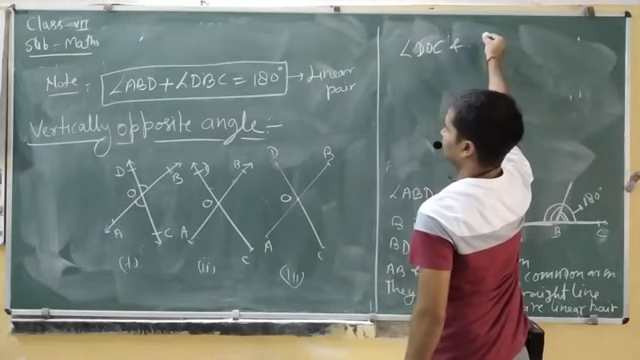 Class-VII
Sub - Maths
Note: ∠ABD + ∠DBC = 180° → Linear pair
Vertically opposite angle:-
D B O A C
(i)
D B O A C
(ii)
D B O A C
(iii)
∠DOC &
∠ABD
B
BD
AB common arm
They straight line
are linear pair
180°
B C